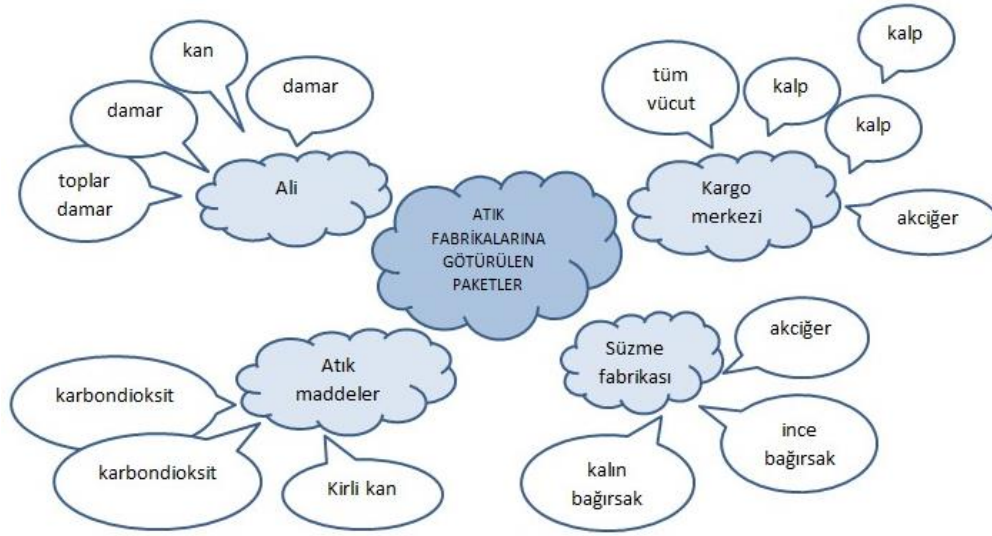 kan
damar
damar
toplar
damar
Ali
kalp
tüm
vücut
kalp
kalp
Kargo
merkezi
akciğer
ATIK
FABRİKALARINA
GÖTÜRÜLEN
PAKETLER
Atık
maddeler
karbondioksit
karbondioksit
Kirli kan
Süzme
fabrikası
akciğer
ince
bağırsak
kalın
bağırsak